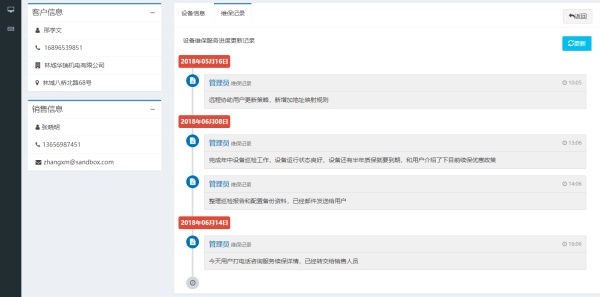 客户信息
邢李文
16896539851
林城华瑞机电有限公司
林城八桥北路68号
销售信息
张晓明
13656987451
zhangxm@sandbox.com
设备信息
维保记录
返回
设备维保服务进度更新记录
更新
2018年05月16日
管理员 维保记录
10:05
远程协助用户更新策略，新增加地址映射规则
2018年06月08日
管理员 维保记录
13:06
完成年中设备巡检工作，设备运行状态良好，设备还有半年质保就要到期，和用户介绍了下目前续保优惠政策
管理员 维保记录
14:06
整理巡检报告和配置备份资料，已经邮件发送给用户
2018年06月14日
管理员 维保记录
16:06
今天用户打电话咨询服务续保详情，已经转交给销售人员